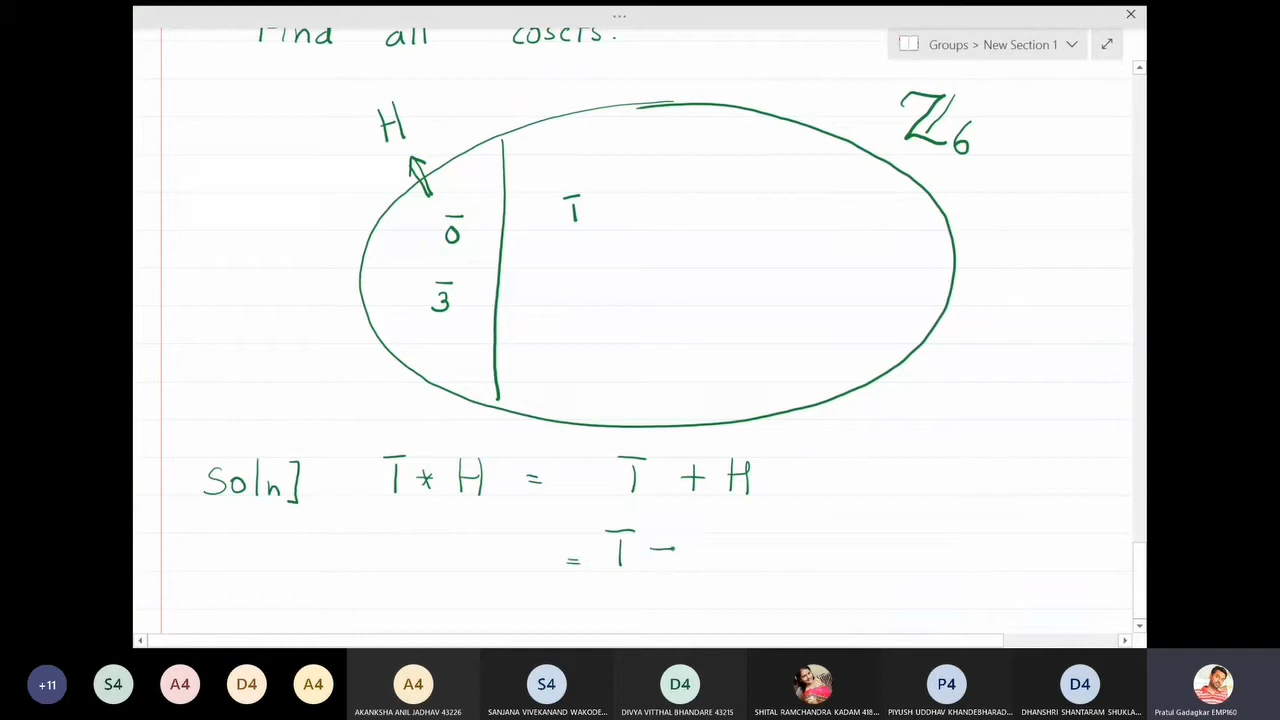 ...
Find all cosets.
Groups > New Section 1
H
ℤ6
0̄
1̄
3̄
Soln] 1̄ * H = 1̄ + H
= 1̄ -
+11 S4 A4 D4 A4 A4 S4 D4 P4 D4
AKANKSHA ANIL JADHAV 43226 SANJANA VIVEKANAND WAKODE... DIVYA VITTHAL BHANDARE 43215 SHITAL RAMCHANDRA KADAM 418... PIYUSH UDDHAV KHANDEBHARAD... DHANSHRI SHANTARAM SHUKLA... Pratul Gadagkar EMP160